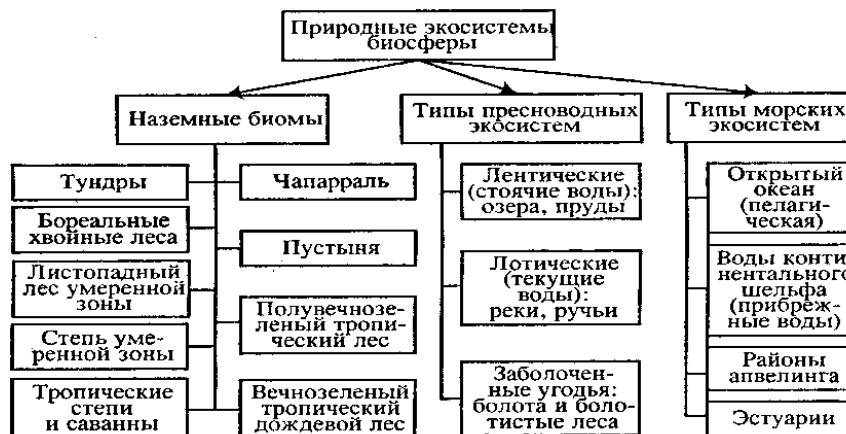 Природные экосистемы
биосферы
Наземные биомы
Типы пресноводных
экосистем
Типы морских
экосистем
Тундры
Бореальные
хвойные леса
Листопадный
лес умеренной
зоны
Степь уме-
ренной зоны
Тропические
степи
и саванны
Чапарраль
Пустыня
Полувечнозе-
леный тропи-
ческий лес
Вечнозеленый
тропический
дождевой лес
Лентические
(стоячие воды):
озера, пруды
Лотические
(текущие
воды):
реки, ручьи
Заболочен-
ные угодья:
болота и боло-
тистые леса
Открытый
океан
(пелаги-
ческая)
Воды конти
нентального
шельфа
(прибреж-
ные воды)
Районы
апвелинга
Эстуарии